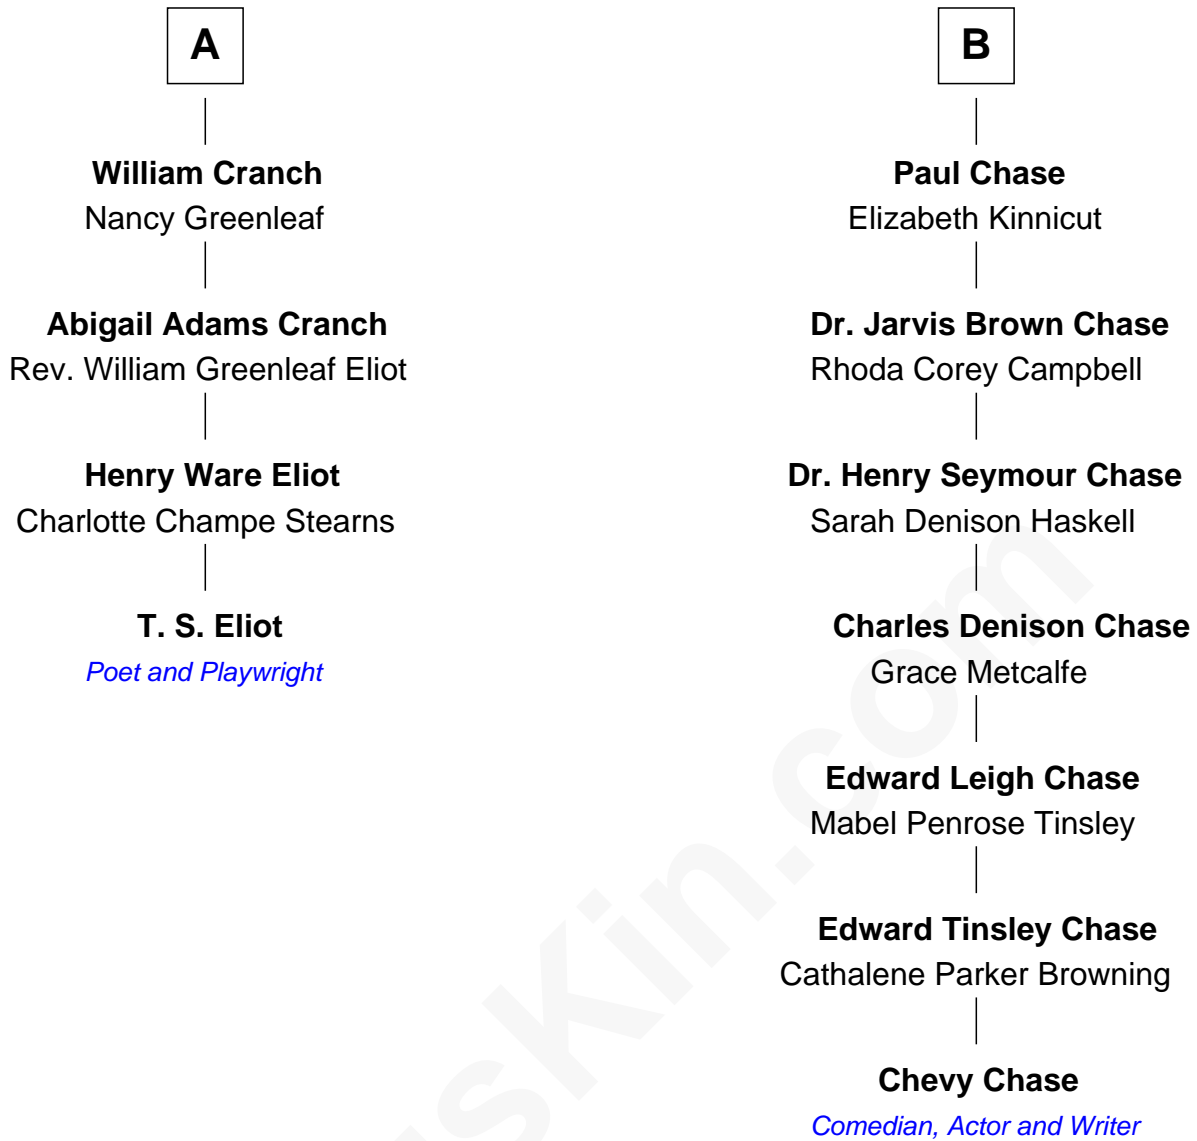 A
William Cranch
Nancy Greenleaf
Abigail Adams Cranch
Rev. William Greenleaf Eliot
Henry Ware Eliot
Charlotte Champe Stearns
T. S. Eliot
Poet and Playwright
B
Paul Chase
Elizabeth Kinnicut
Dr. Jarvis Brown Chase
Rhoda Corey Campbell
Dr. Henry Seymour Chase
Sarah Denison Haskell
Charles Denison Chase
Grace Metcalfe
Edward Leigh Chase
Mabel Penrose Tinsley
Edward Tinsley Chase
Cathalene Parker Browning
Chevy Chase
Comedian, Actor and Writer
sKin.com